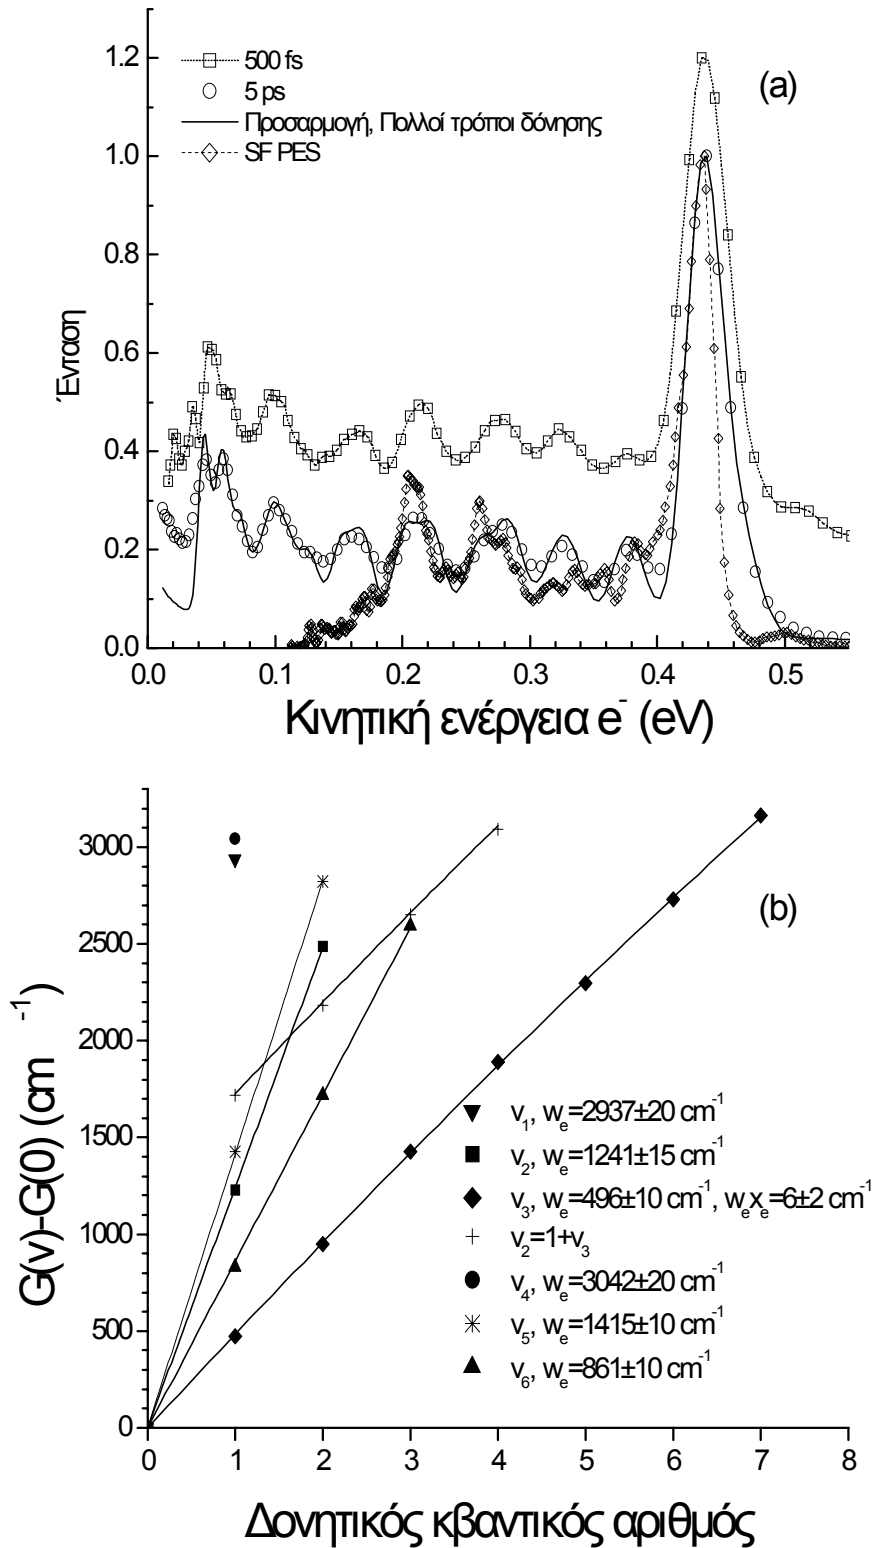 1.2
1.0
0.8
0.6
0.4
0.2
0.0
Ένταση
500 fs
5 ps
Προσαρμογή, Πολλοί τρόποι δόνησης
SF PES
(a)
0.0 0.1 0.2 0.3 0.4 0.5
Κινητική ενέργεια e⁻ (eV)
3000
2500
2000
1500
1000
500
0
G(v)-G(0) (cm⁻¹)
(b)
v₁, wₑ=2937±20 cm⁻¹
v₂, wₑ=1241±15 cm⁻¹
v₃, wₑ=496±10 cm⁻¹, wₑxₑ=6±2 cm⁻¹
v₂=1+v₃
v₄, wₑ=3042±20 cm⁻¹
v₅, wₑ=1415±10 cm⁻¹
v₆, wₑ=861±10 cm⁻¹
0 1 2 3 4 5 6 7 8
Δονητικός κβαντικός αριθμός